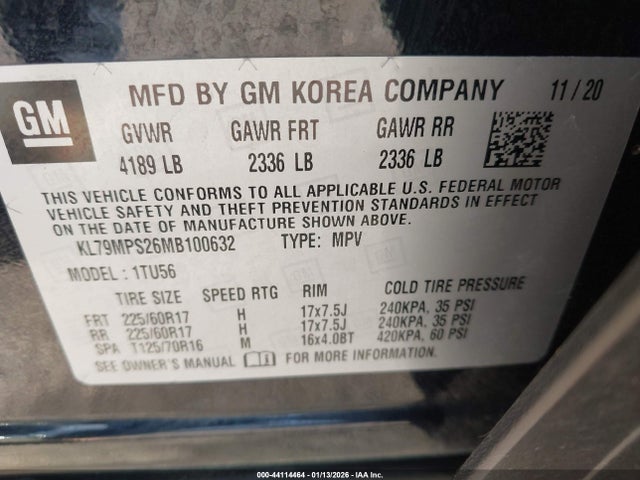 GM
MFD BY GM KOREA COMPANY 11/20
GVWR GAWR FRT GAWR RR
4189 LB 2336 LB 2336 LB
THIS VEHICLE CONFORMS TO ALL APPLICABLE U.S. FEDERAL MOTOR
VEHICLE SAFETY AND THEFT PREVENTION STANDARDS IN EFFECT ON
THE DATE OF MANUFACTURE SHOWN ABOVE.
KL79MPS26MB100632 TYPE: MPV
MODEL: 1TU56
TIRE SIZE SPEED RTG RIM COLD TIRE PRESSURE
FRT 225/60R17 H 17x7.5J 240KPA, 35 PSI
RR 225/60R17 H 17x7.5J 240KPA, 35 PSI
SPA T125/70R16 M 16x4.0BT 420KPA, 60 PSI
SEE OWNER'S MANUAL FOR MORE INFORMATION
000-44114464 - 01/13/2026 - IAA Inc.